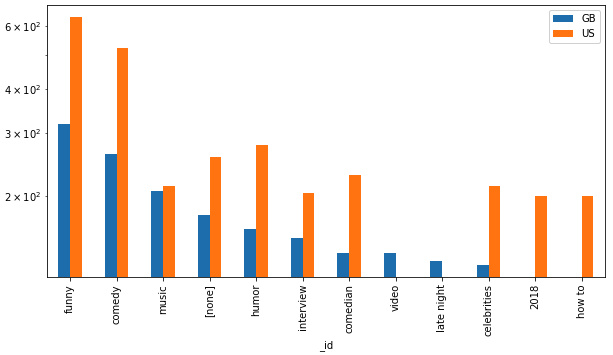 GB
US
6 × 10²
4 × 10²
3 × 10²
2 × 10²
funny
comedy
music
[none]
humor
interview
comedian
video
late night
celebrities
2018
how to
_id